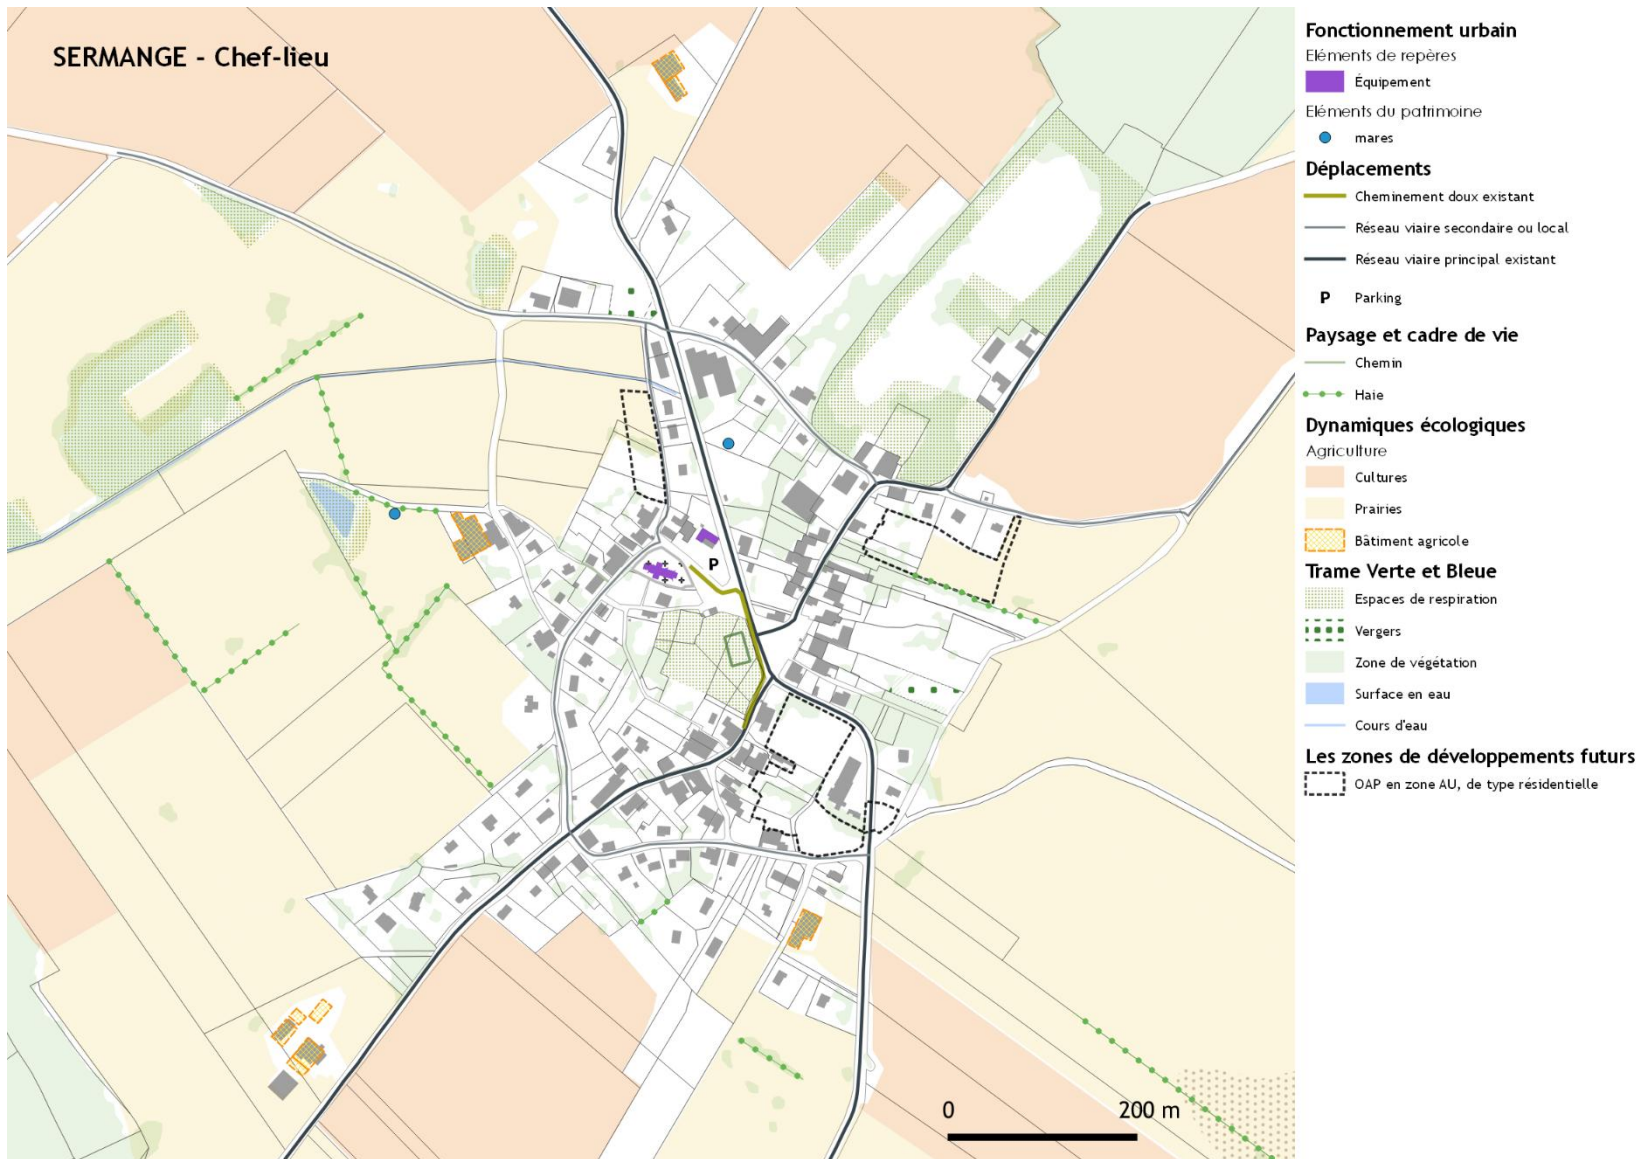 SERMANGE - Chef-lieu
P
0 200 m
Fonctionnement urbain
Eléments de repères
Équipement
Eléments du patrimoine
mares
Déplacements
Cheminement doux existant
Réseau viaire secondaire ou local
Réseau viaire principal existant
P Parking
Paysage et cadre de vie
Chemin
Haie
Dynamiques écologiques
Agriculture
Cultures
Prairies
Bâtiment agricole
Trame Verte et Bleue
Espaces de respiration
Vergers
Zone de végétation
Surface en eau
Cours d'eau
Les zones de développements futurs
OAP en zone AU, de type résidentielle